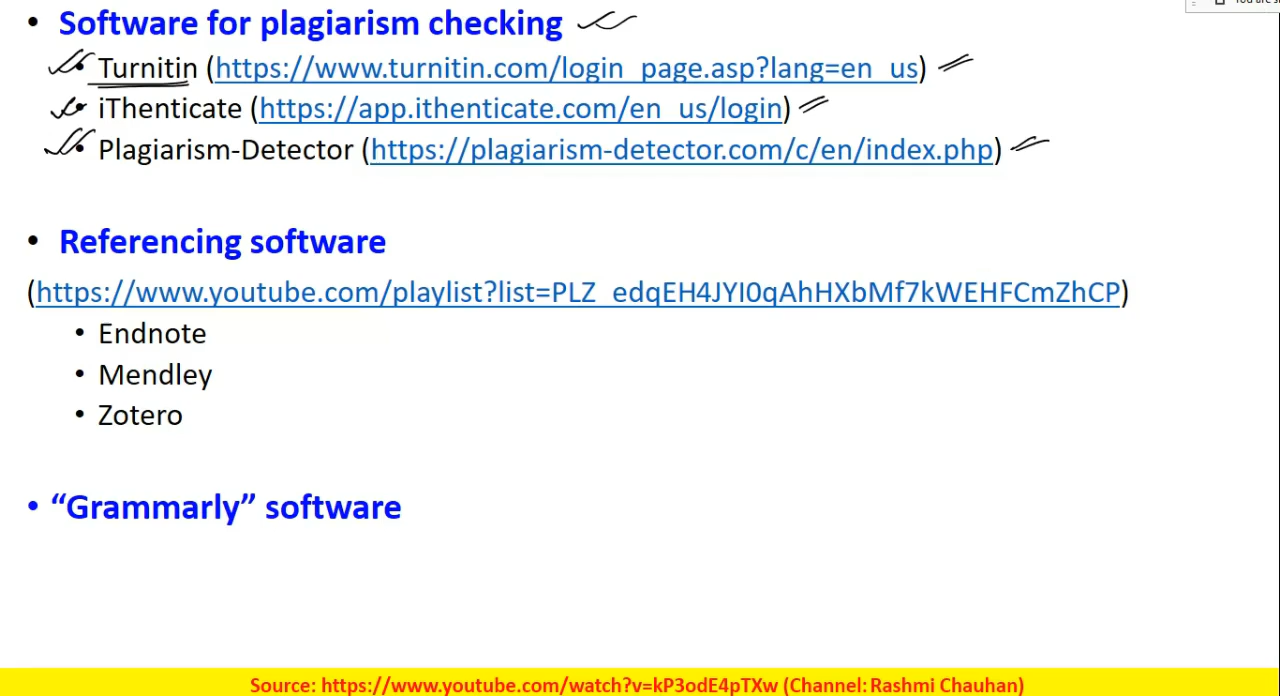 • Software for plagiarism checking
• Turnitin (https://www.turnitin.com/login_page.asp?lang=en_us)
• iThenticate (https://app.ithenticate.com/en_us/login)
• Plagiarism-Detector (https://plagiarism-detector.com/c/en/index.php)
• Referencing software
(https://www.youtube.com/playlist?list=PLZ_edqEH4JYI0qAhHXbMf7kWEHFCmZhCP)
• Endnote
• Mendley
• Zotero
• “Grammarly” software
Source: https://www.youtube.com/watch?v=kP3odE4pTXw (Channel: Rashmi Chauhan)